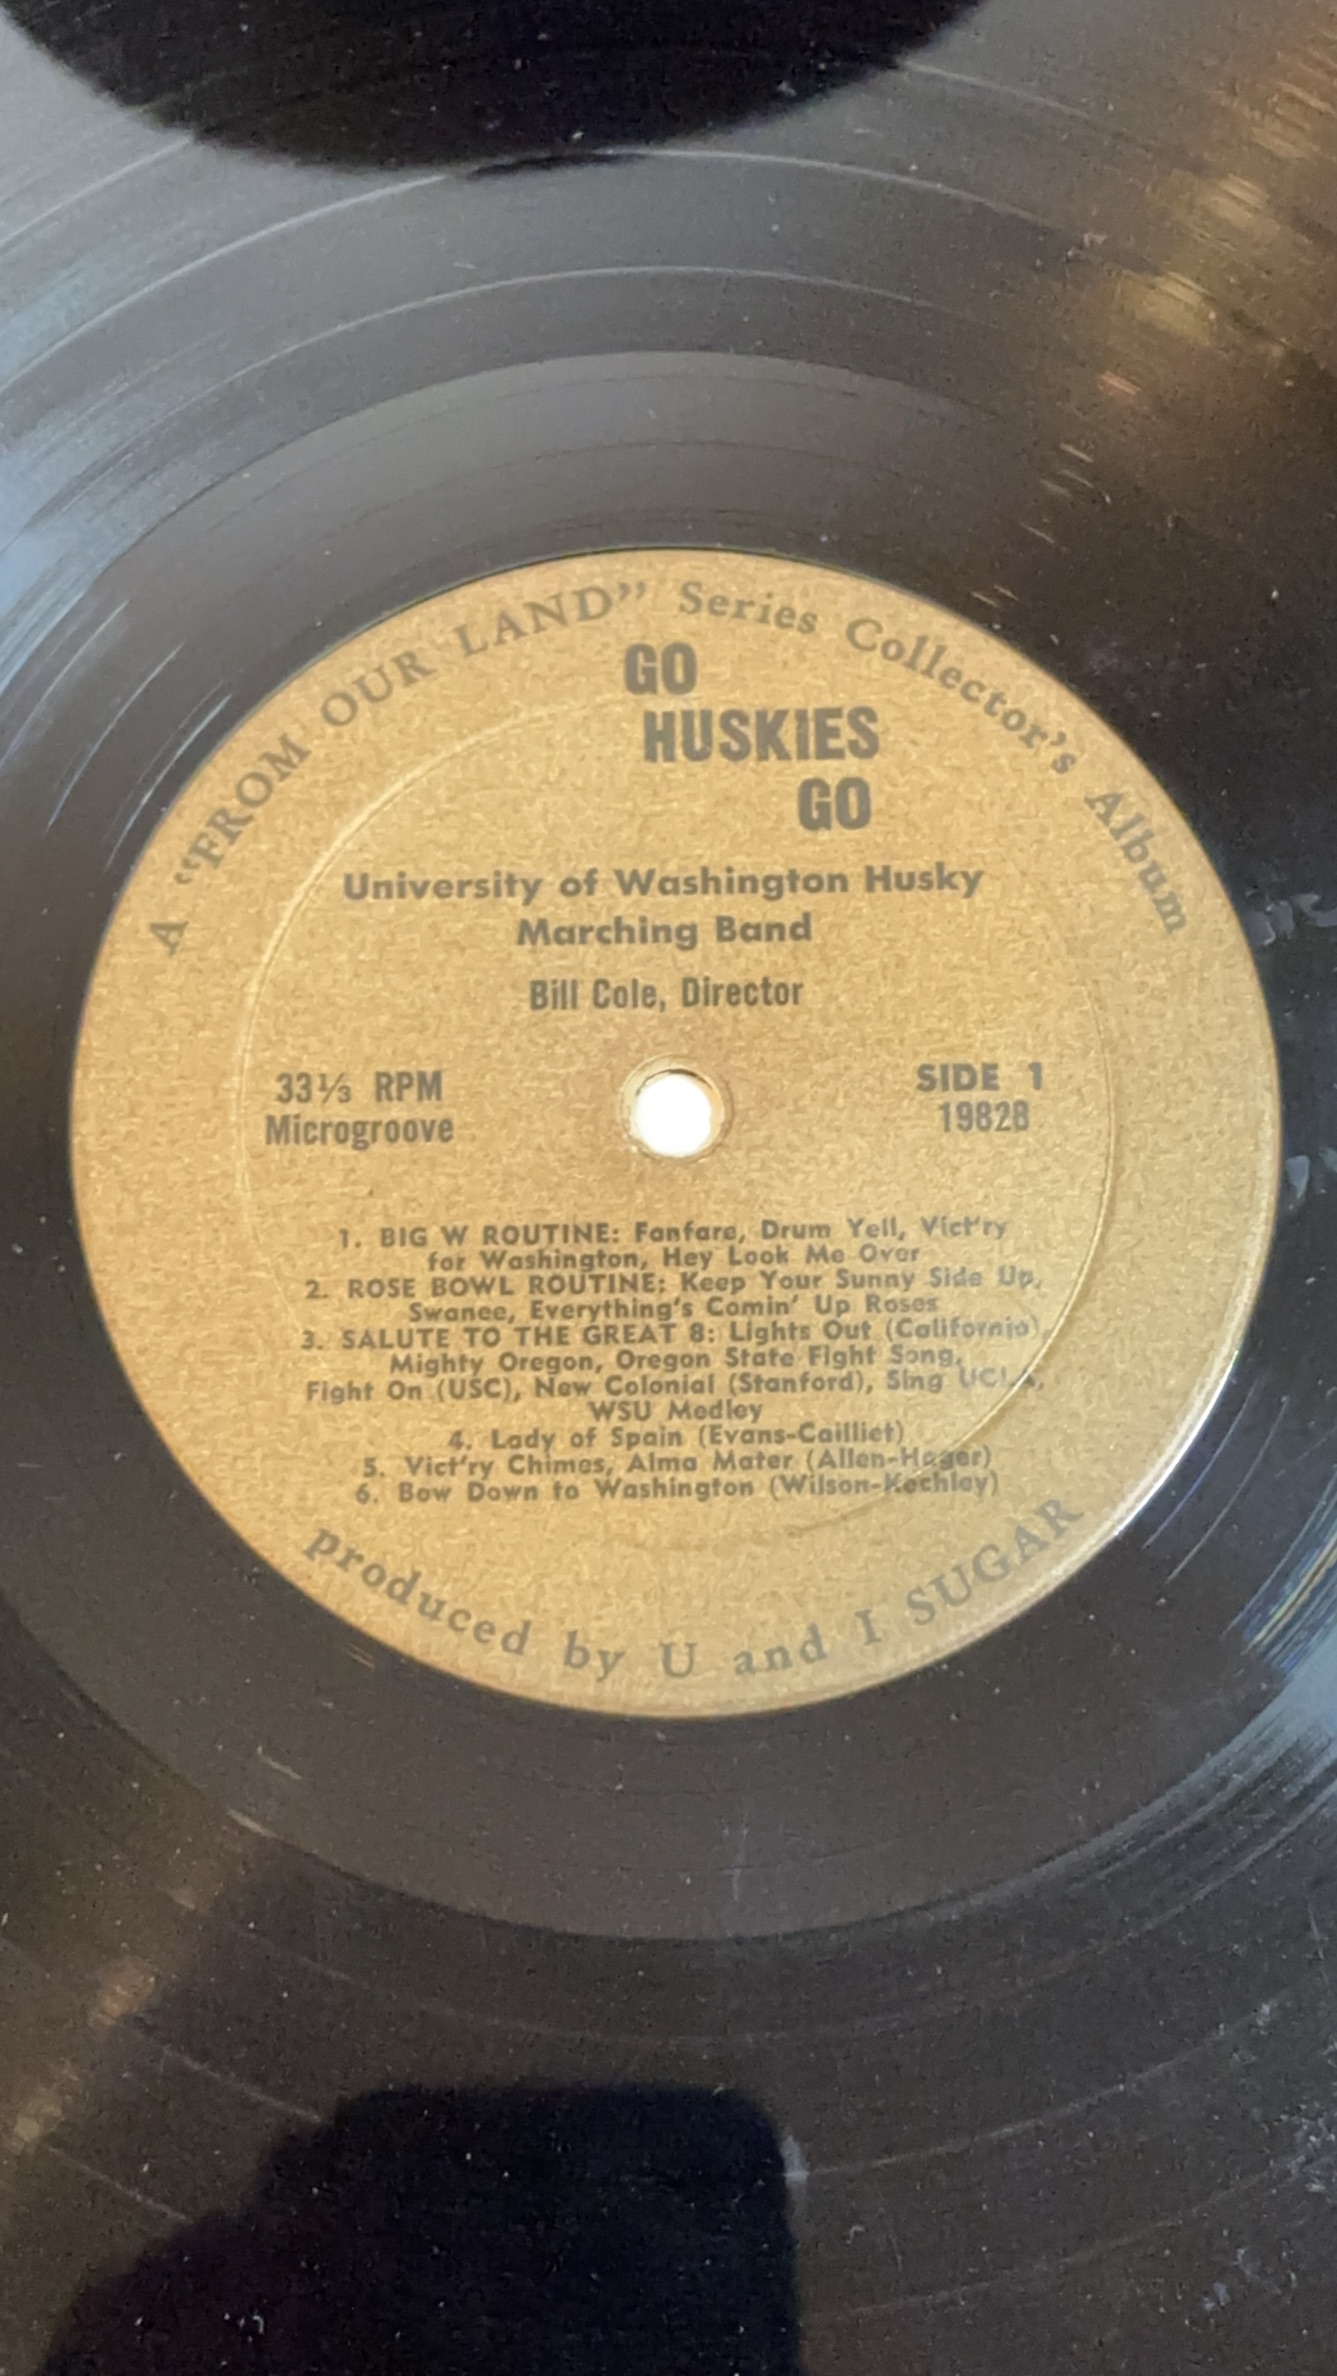 A “FROM OUR LAND” Series Collector’s Album
GO
HUSKIES
GO
University of Washington Husky
Marching Band
Bill Cole, Director
33⅓ RPM
Microgroove
SIDE 1
19828
1. BIG W ROUTINE: Fanfare, Drum Yell, Vict’ry
for Washington, Hey Look Me Over
2. ROSE BOWL ROUTINE: Keep Your Sunny Side Up,
Swanee, Everything’s Comin’ Up Roses
3. SALUTE TO THE GREAT 8: Lights Out (California),
Mighty Oregon, Oregon State Fight Song,
Fight On (USC), New Colonial (Stanford), Sing UCLA,
WSU Medley
4. Lady of Spain (Evans-Cailliet)
5. Vict’ry Chimes, Alma Mater (Allen-Hager)
6. Bow Down to Washington (Wilson-Kechley)
produced by U and I SUGAR